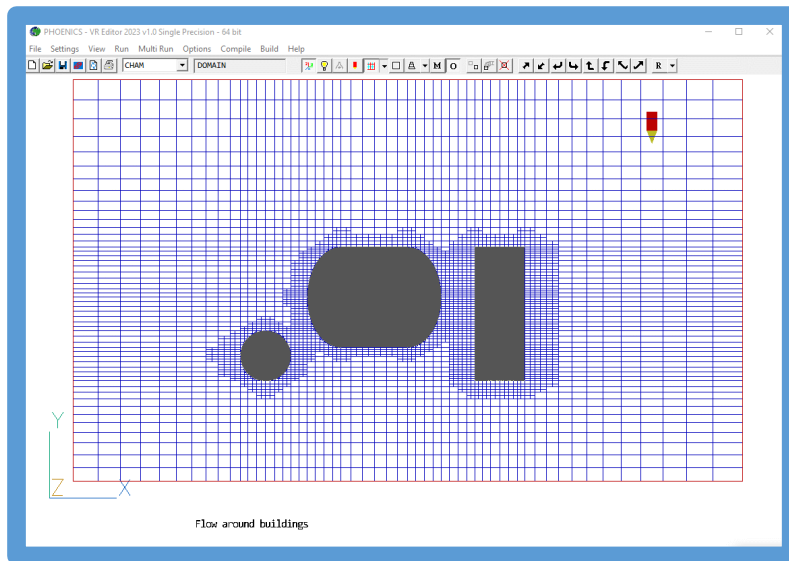 PHOENICS - VR Editor 2023 v1.0 Single Precision - 64 bit
File Settings View Run Multi Run Options Compile Build Help
CHAM DOMAIN M O R
Y
Z X
Flow around buildings